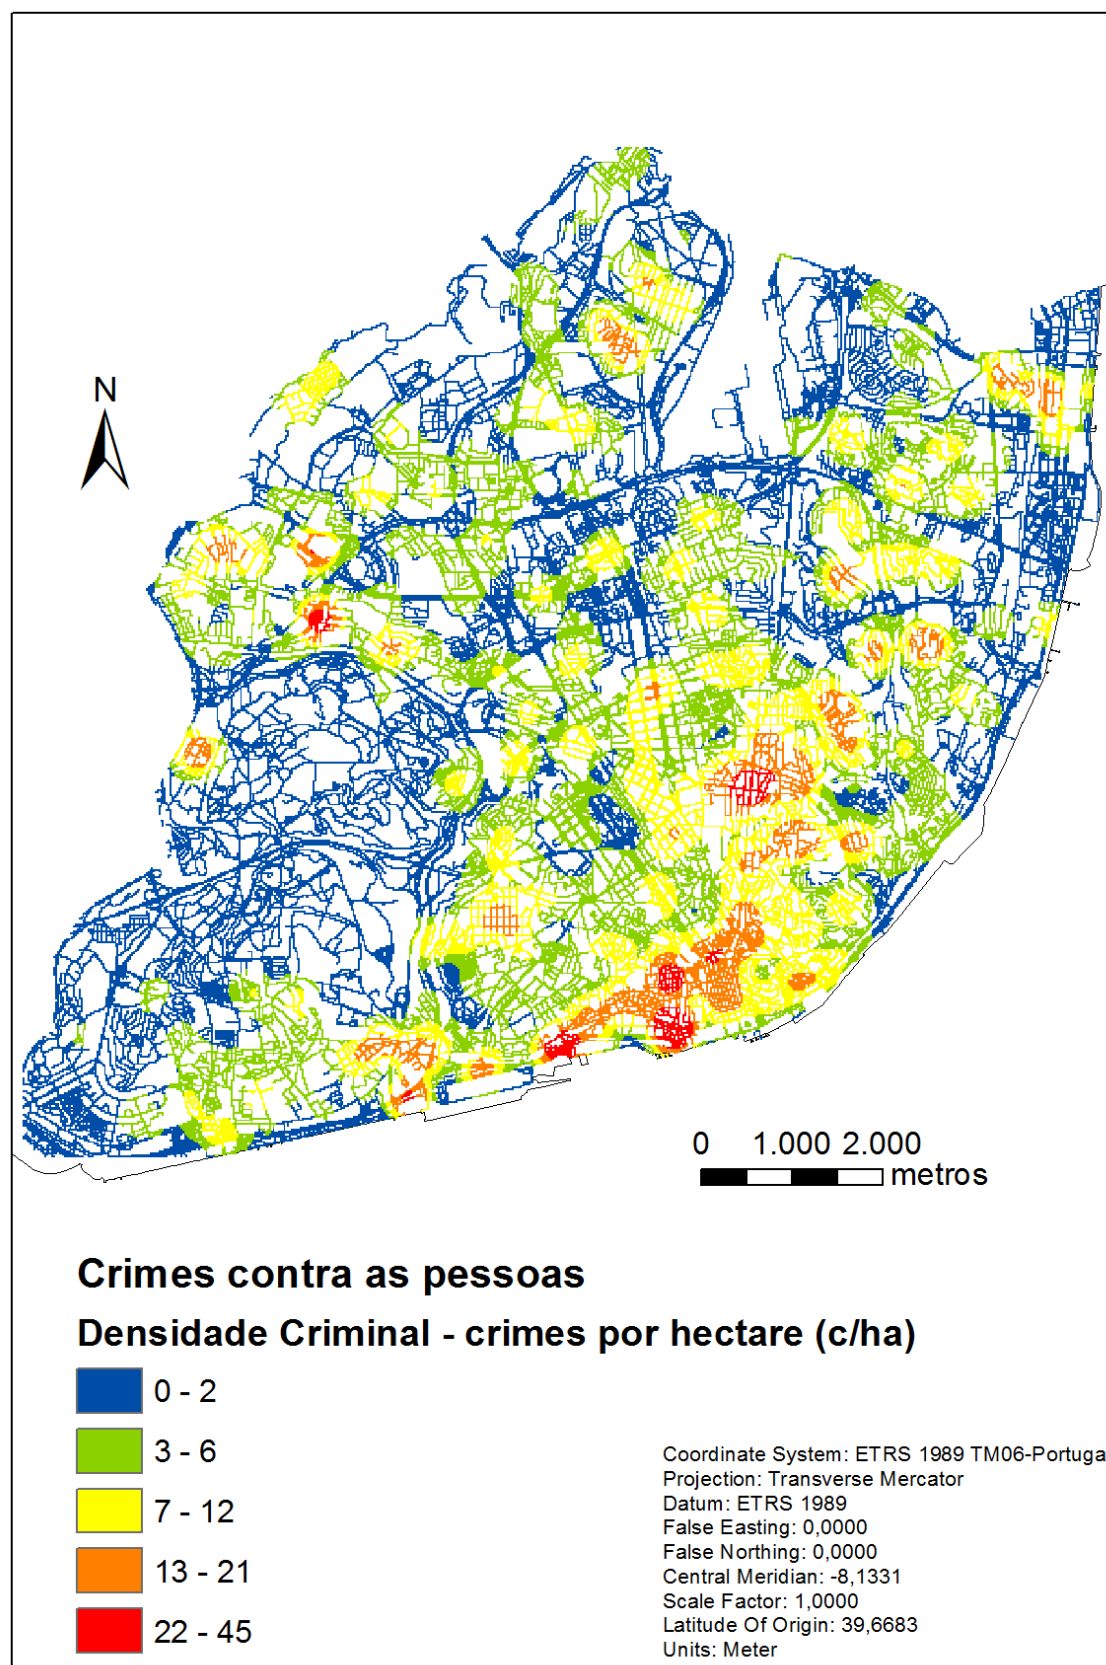 N
0 1.000 2.000
metros
Crimes contra as pessoas
Densidade Criminal - crimes por hectare (c/ha)
0 - 2
3 - 6
7 - 12
13 - 21
22 - 45
Coordinate System: ETRS 1989 TM06-Portuga
Projection: Transverse Mercator
Datum: ETRS 1989
False Easting: 0,0000
False Northing: 0,0000
Central Meridian: -8,1331
Scale Factor: 1,0000
Latitude Of Origin: 39,6683
Units: Meter